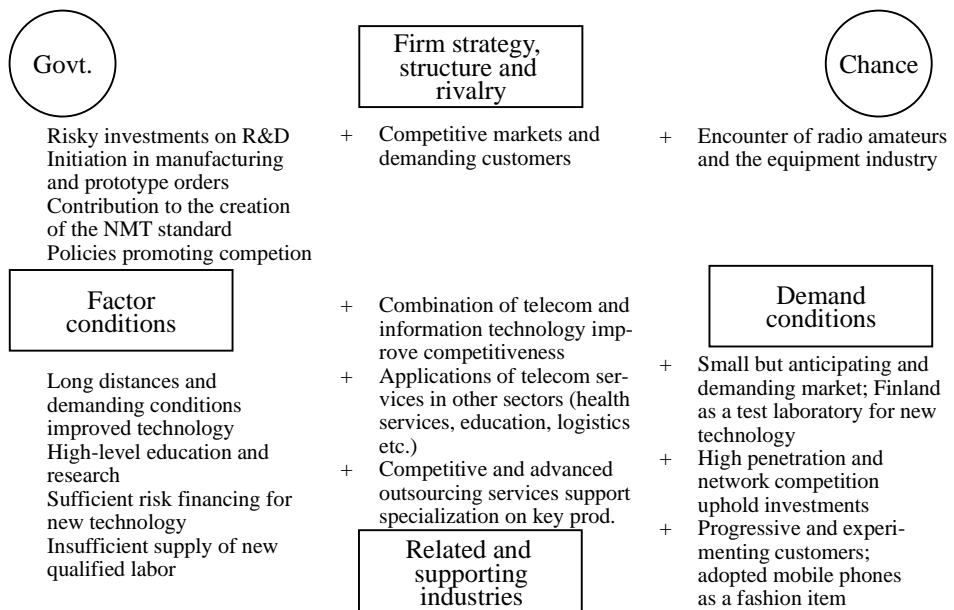 Govt.
Risky investments on R&D
Initiation in manufacturing
and prototype orders
Contribution to the creation
of the NMT standard
Policies promoting competion
Firm strategy,
structure and
rivalry
+ Competitive markets and
demanding customers
Chance
+ Encounter of radio amateurs
and the equipment industry
Factor
conditions
Long distances and
demanding conditions
improved technology
High-level education and
research
Sufficient risk financing for
new technology
Insufficient supply of new
qualified labor
+ Combination of telecom and
information technology imp-
rove competitiveness
+ Applications of telecom ser-
vices in other sectors (health
services, education, logistics
etc.)
+ Competitive and advanced
outsourcing services support
specialization on key prod.
Related and
supporting
industries
Demand
conditions
+ Small but anticipating and
demanding market; Finland
as a test laboratory for new
technology
+ High penetration and
network competition
uphold investments
+ Progressive and experi-
menting customers;
adopted mobile phones
as a fashion item